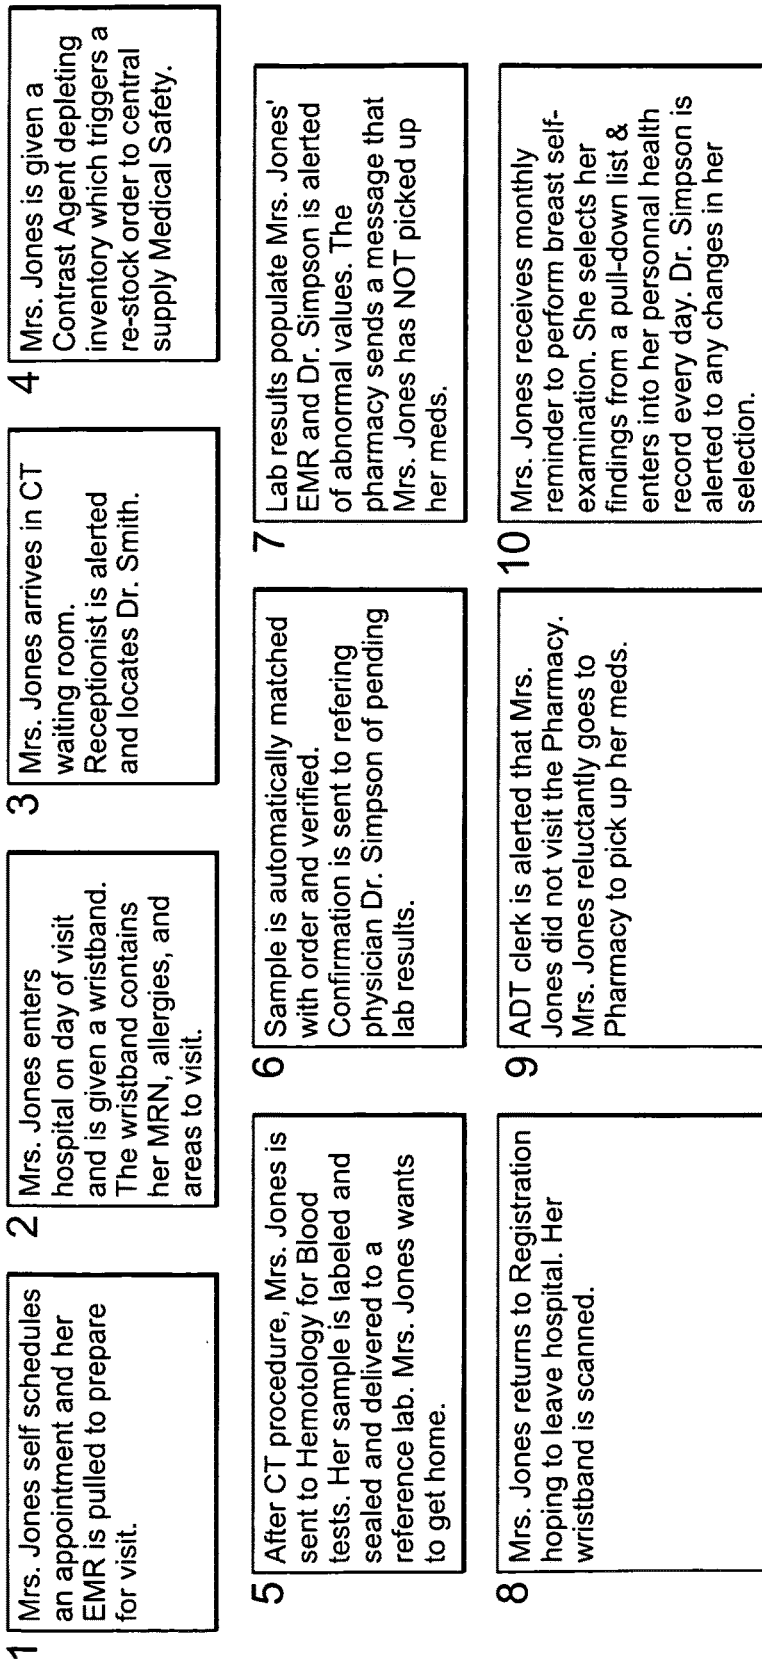 1
Mrs. Jones self schedules
an appointment and her
EMR is pulled to prepare
for visit.
2
Mrs. Jones enters
hospital on day of visit
and is given a wristband.
The wristband contains
her MRN, allergies, and
areas to visit.
3
Mrs. Jones arrives in CT
waiting room.
Receptionist is alerted
and locates Dr. Smith.
4
Mrs. Jones is given a
Contrast Agent depleting
inventory which triggers a
re-stock order to central
supply Medical Safety.
5
After CT procedure, Mrs. Jones is
sent to Hemotology for Blood
tests. Her sample is labeled and
sealed and delivered to a
reference lab. Mrs. Jones wants
to get home.
6
Sample is automatically matched
with order and verified.
Confirmation is sent to refering
physician Dr. Simpson of pending
lab results.
7
Lab results populate Mrs. Jones'
EMR and Dr. Simpson is alerted
of abnormal values. The
pharmacy sends a message that
Mrs. Jones has NOT picked up
her meds.
8
Mrs. Jones returns to Registration
hoping to leave hospital. Her
wristband is scanned.
9
ADT clerk is alerted that Mrs.
Jones did not visit the Pharmacy.
Mrs. Jones reluctantly goes to
Pharmacy to pick up her meds.
10
Mrs. Jones receives monthly
reminder to perform breast self-
examination. She selects her
findings from a pull-down list &
enters into her personnal health
record every day. Dr. Simpson is
alerted to any changes in her
selection.